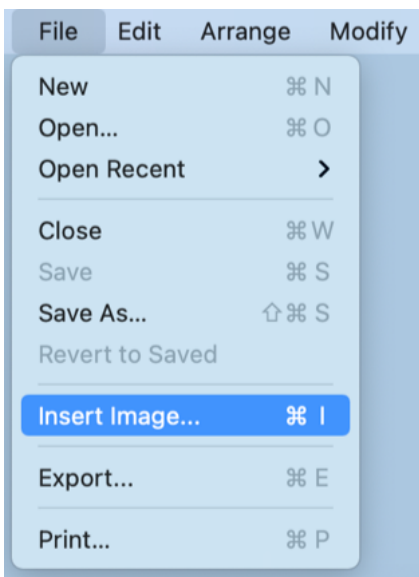 File Edit Arrange Modify
New ⌘ N
Open... ⌘ O
Open Recent
Close ⌘ W
Save ⌘ S
Save As... ⇧⌘ S
Revert to Saved
Insert Image... ⌘ I
Export... ⌘ E
Print... ⌘ P